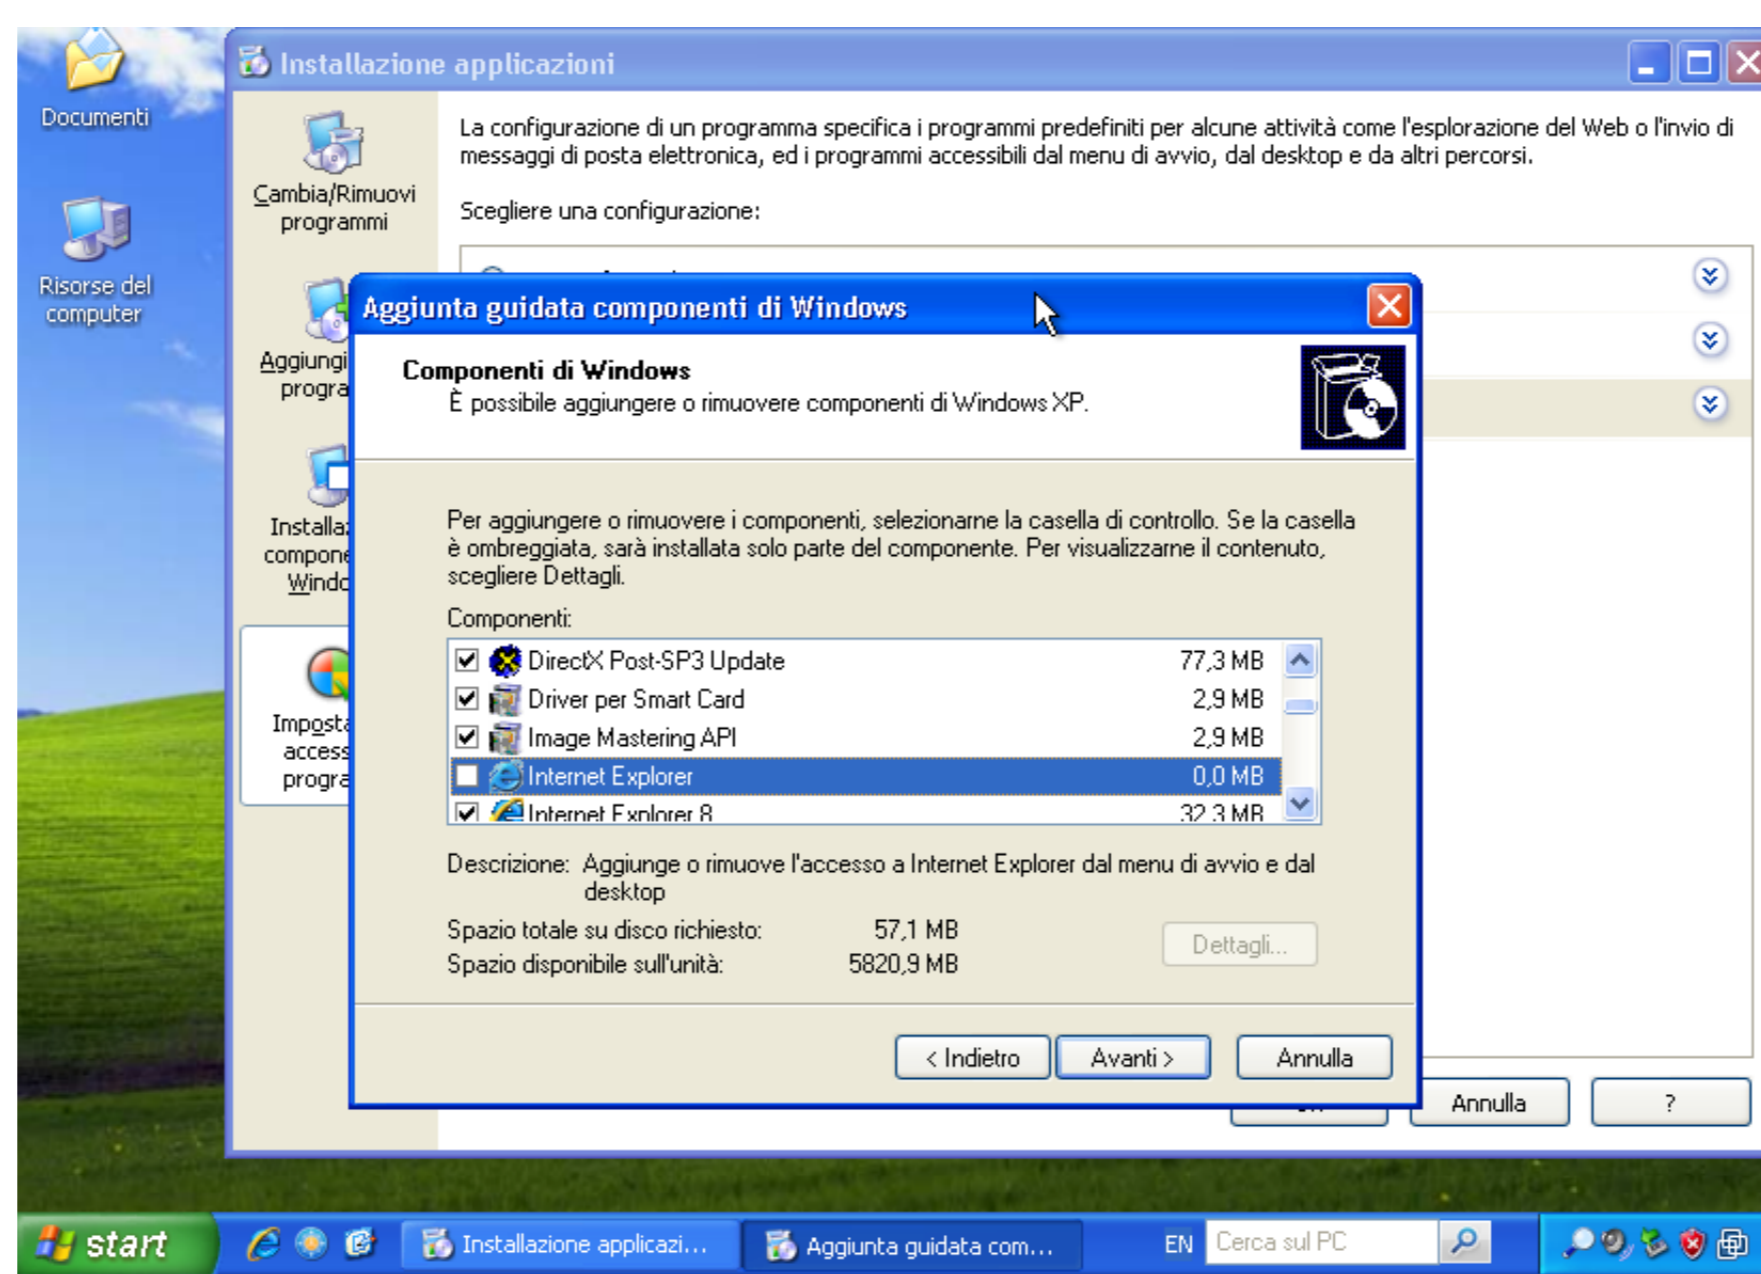 Documenti
Risorse del
computer
Installazione applicazioni
Cambia/Rimuovi
programmi
Aggiungi
progra
Installa
compone
Windo
Imposta
access
progra
La configurazione di un programma specifica i programmi predefiniti per alcune attività come l'esplorazione del Web o l'invio di
messaggi di posta elettronica, ed i programmi accessibili dal menu di avvio, dal desktop e da altri percorsi.
Scegliere una configurazione:
Aggiunta guidata componenti di Windows
Componenti di Windows
È possibile aggiungere o rimuovere componenti di Windows XP.
Per aggiungere o rimuovere i componenti, selezionarne la casella di controllo. Se la casella
è ombreggiata, sarà installata solo parte del componente. Per visualizzarne il contenuto,
scegliere Dettagli.
Componenti:
DirectX Post-SP3 Update 77,3 MB
Driver per Smart Card 2,9 MB
Image Mastering API 2,9 MB
Internet Explorer 0,0 MB
Internet Explorer 8 32,3 MB
Descrizione: Aggiunge o rimuove l'accesso a Internet Explorer dal menu di avvio e dal
desktop
Spazio totale su disco richiesto: 57,1 MB
Spazio disponibile sull'unità: 5820,9 MB
Dettagli...
< Indietro
Avanti >
Annulla
Annulla
?
start
Installazione applicazi...
Aggiunta guidata com...
EN
Cerca sul PC